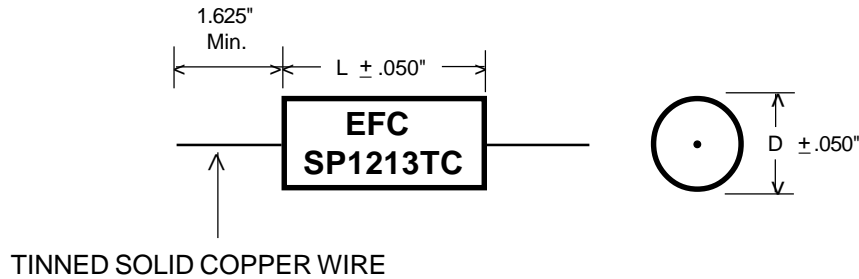 1.625"
Min.
L ± .050"
EFC
SP1213TC
D ± .050"
TINNED SOLID COPPER WIRE